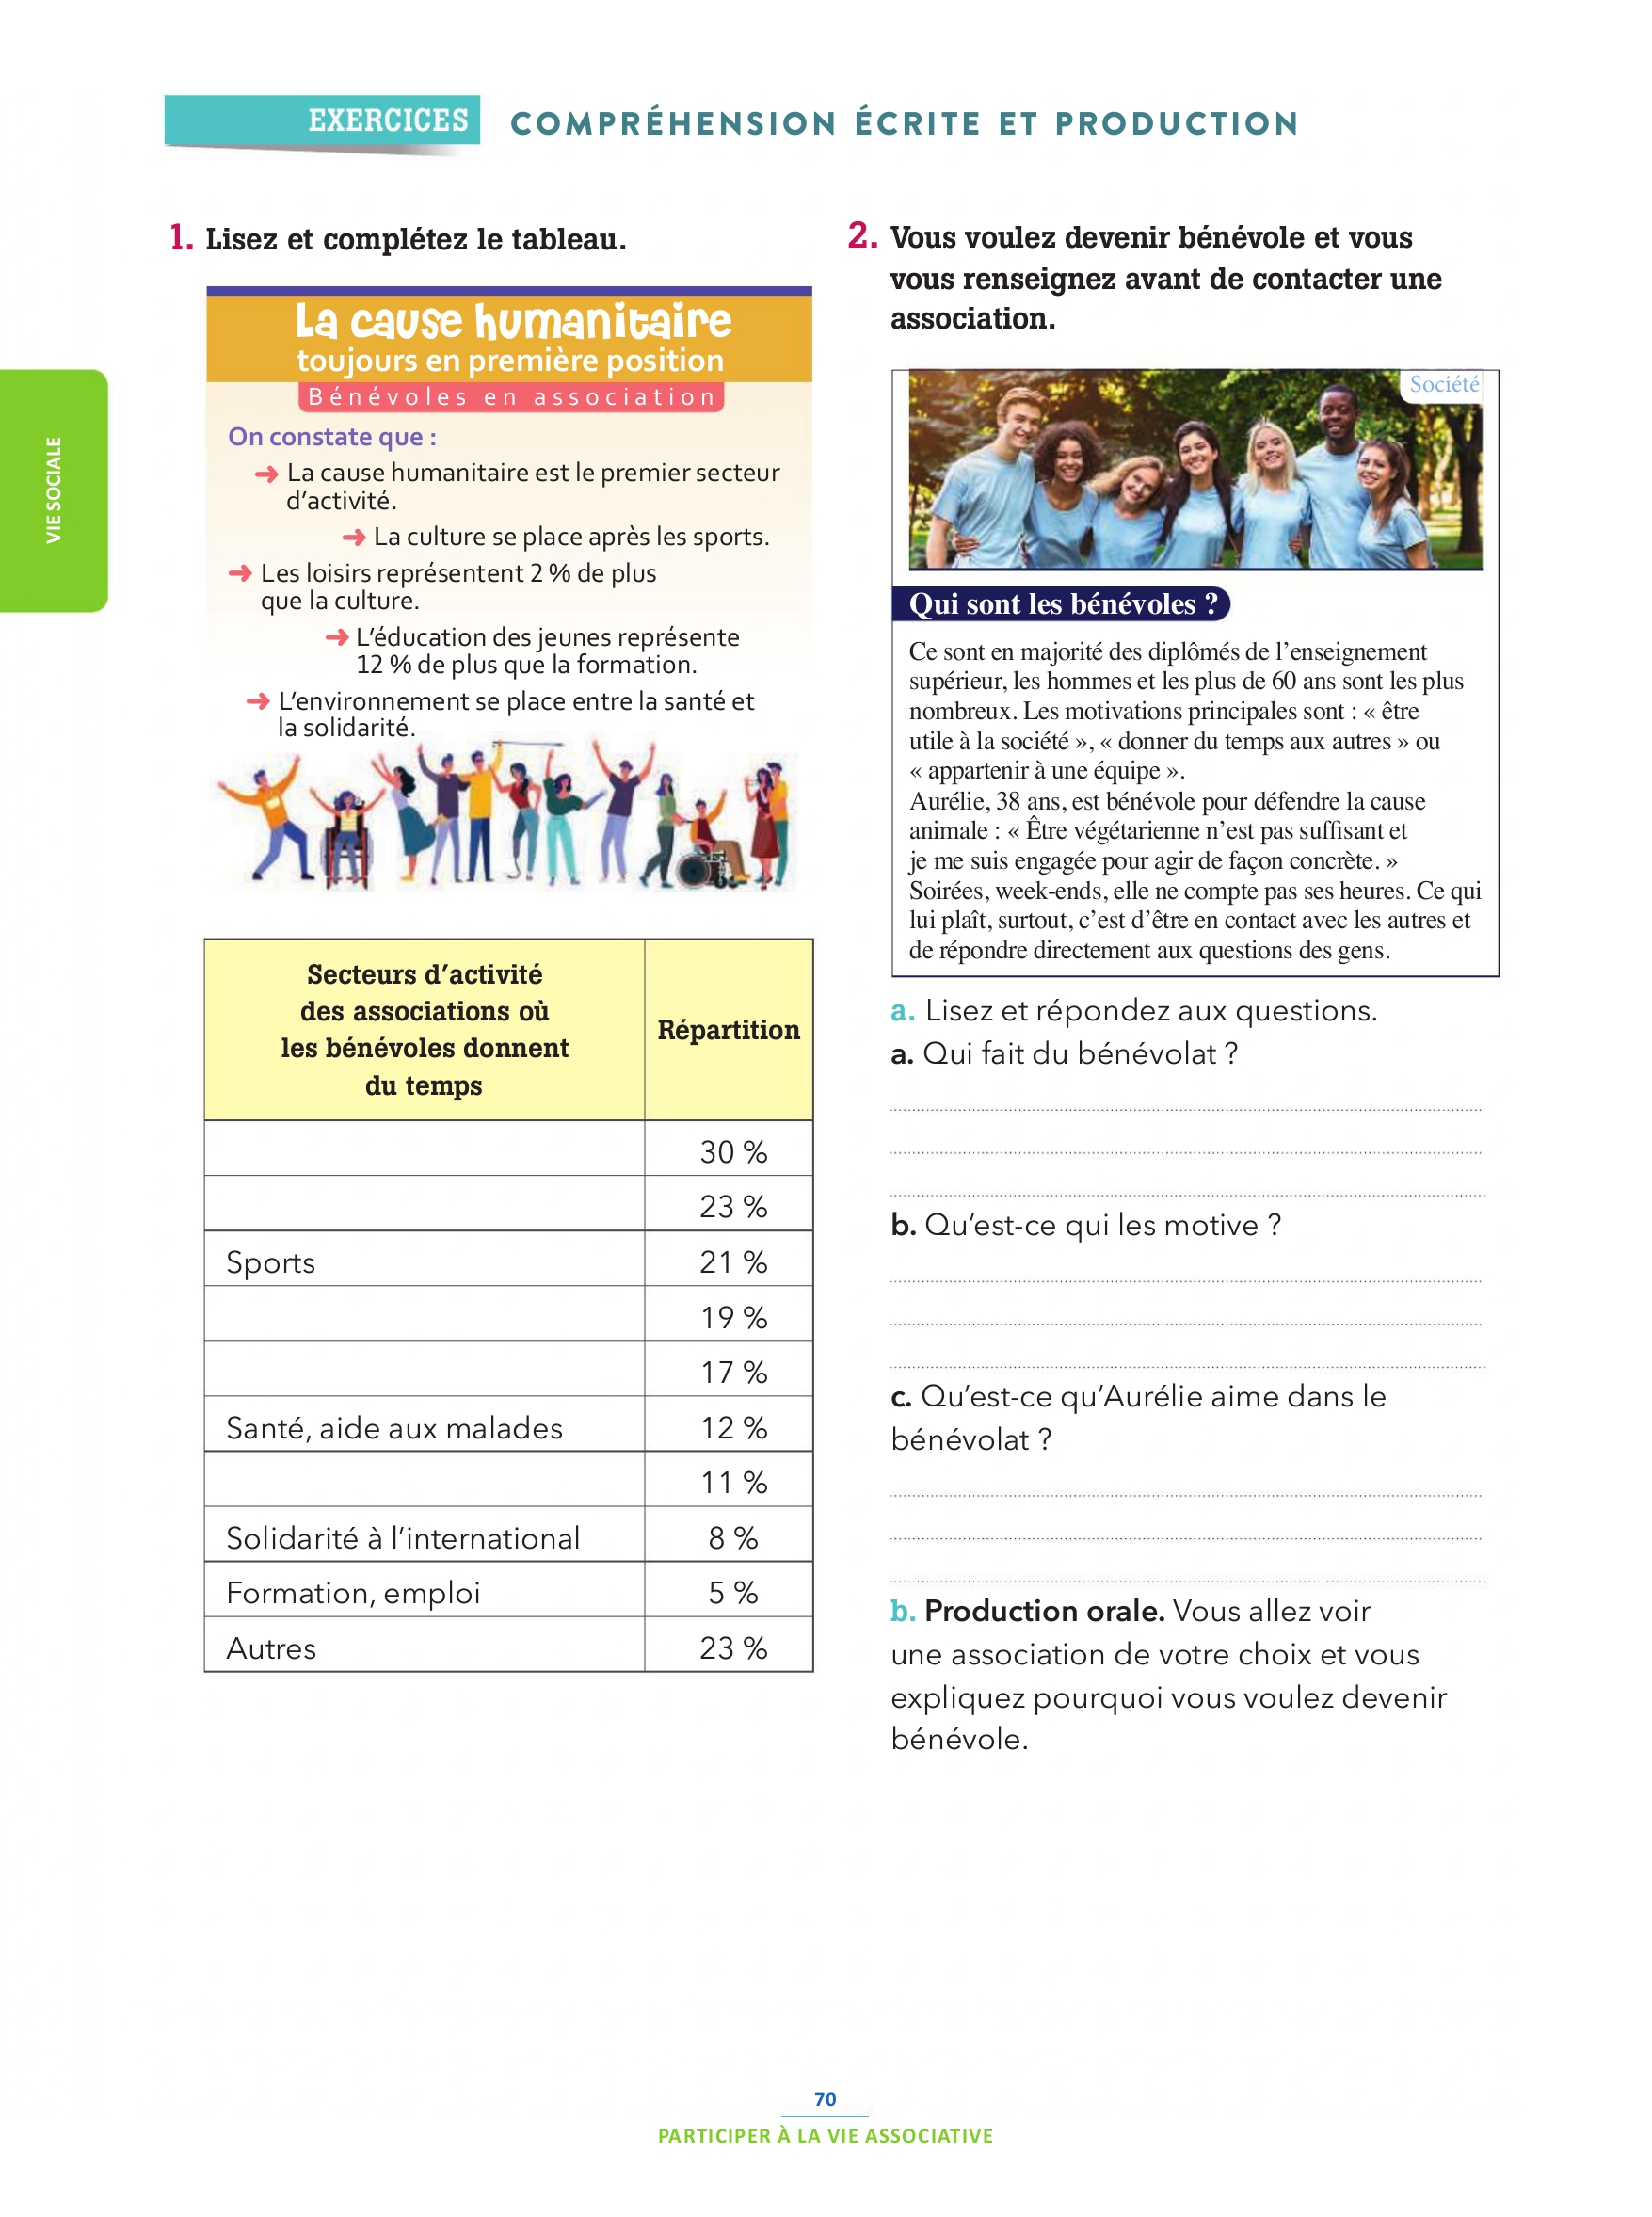 EXERCICES COMPRÉHENSION ÉCRITE ET PRODUCTION
VIE SOCIALE
1. Lisez et complétez le tableau.
La cause humanitaire
toujours en première position
Bénévoles en association
On constate que :
➜ La cause humanitaire est le premier secteur
d’activité.
➜ La culture se place après les sports.
➜ Les loisirs représentent 2 % de plus
que la culture.
➜ L’éducation des jeunes représente
12 % de plus que la formation.
➜ L’environnement se place entre la santé et
la solidarité.
Secteurs d’activité
des associations où
les bénévoles donnent
du temps
Répartition
30 %
23 %
Sports 21 %
19 %
17 %
Santé, aide aux malades 12 %
11 %
Solidarité à l’international 8 %
Formation, emploi 5 %
Autres 23 %
2. Vous voulez devenir bénévole et vous
vous renseignez avant de contacter une
association.
Société
Qui sont les bénévoles ?
Ce sont en majorité des diplômés de l’enseignement
supérieur, les hommes et les plus de 60 ans sont les plus
nombreux. Les motivations principales sont : « être
utile à la société », « donner du temps aux autres » ou
« appartenir à une équipe ».
Aurélie, 38 ans, est bénévole pour défendre la cause
animale : « Être végétarienne n’est pas suffisant et
je me suis engagée pour agir de façon concrète. »
Soirées, week-ends, elle ne compte pas ses heures. Ce qui
lui plaît, surtout, c’est d’être en contact avec les autres et
de répondre directement aux questions des gens.
a. Lisez et répondez aux questions.
a. Qui fait du bénévolat ?
b. Qu’est-ce qui les motive ?
c. Qu’est-ce qu’Aurélie aime dans le
bénévolat ?
b. Production orale. Vous allez voir
une association de votre choix et vous
expliquez pourquoi vous voulez devenir
bénévole.
70
PARTICIPER À LA VIE ASSOCIATIVE